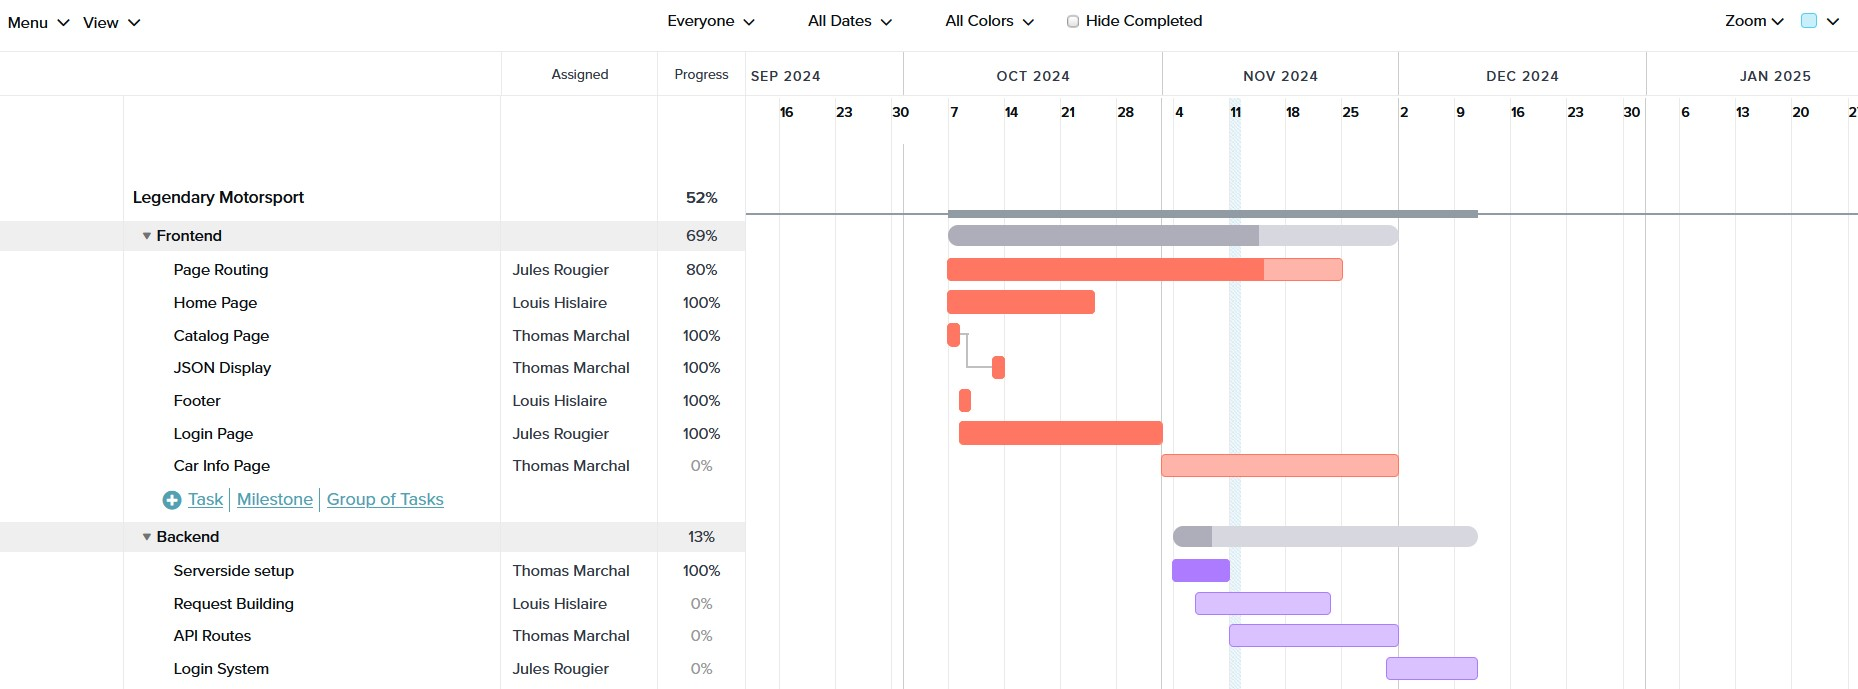 Menu View Everyone All Dates All Colors Hide Completed Zoom
Assigned Progress SEP 2024 OCT 2024 NOV 2024 DEC 2024 JAN 2025
16 23 30 7 14 21 28 4 11 18 25 2 9 16 23 30 6 13 20
Legendary Motorsport 52%
Frontend 69%
Page Routing Jules Rougier 80%
Home Page Louis Hislaire 100%
Catalog Page Thomas Marchal 100%
JSON Display Thomas Marchal 100%
Footer Louis Hislaire 100%
Login Page Jules Rougier 100%
Car Info Page Thomas Marchal 0%
Task Milestone Group of Tasks
Backend 13%
Serverside setup Thomas Marchal 100%
Request Building Louis Hislaire 0%
API Routes Thomas Marchal 0%
Login System Jules Rougier 0%